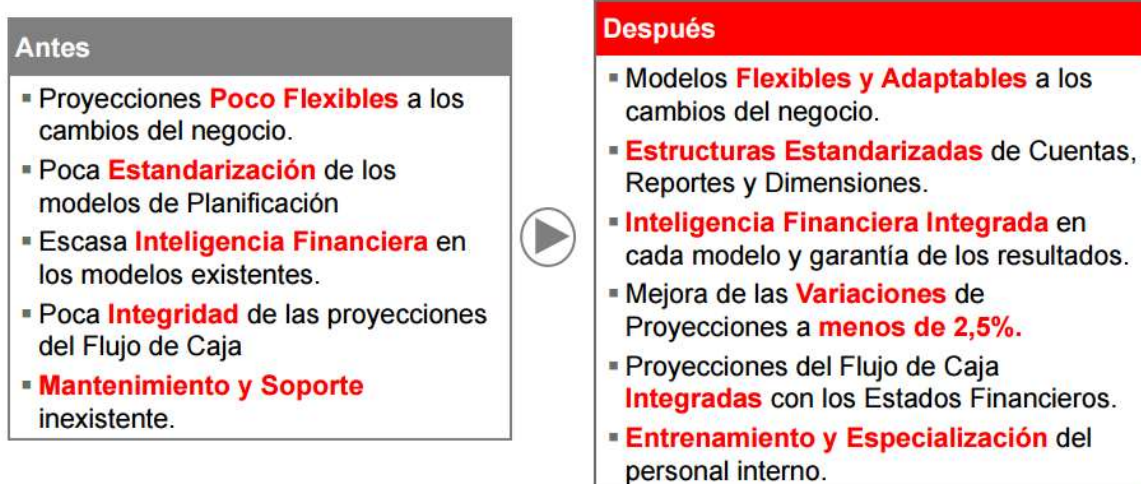 Antes
▪ Proyecciones Poco Flexibles a los
cambios del negocio.
▪ Poca Estandarización de los
modelos de Planificación
▪ Escasa Inteligencia Financiera en
los modelos existentes.
▪ Poca Integridad de las proyecciones
del Flujo de Caja
▪ Mantenimiento y Soporte
inexistente.
Después
▪ Modelos Flexibles y Adaptables a los
cambios del negocio.
▪ Estructuras Estandarizadas de Cuentas,
Reportes y Dimensiones.
▪ Inteligencia Financiera Integrada en
cada modelo y garantía de los resultados.
▪ Mejora de las Variaciones de
Proyecciones a menos de 2,5%.
▪ Proyecciones del Flujo de Caja
Integradas con los Estados Financieros.
▪ Entrenamiento y Especialización del
personal interno.